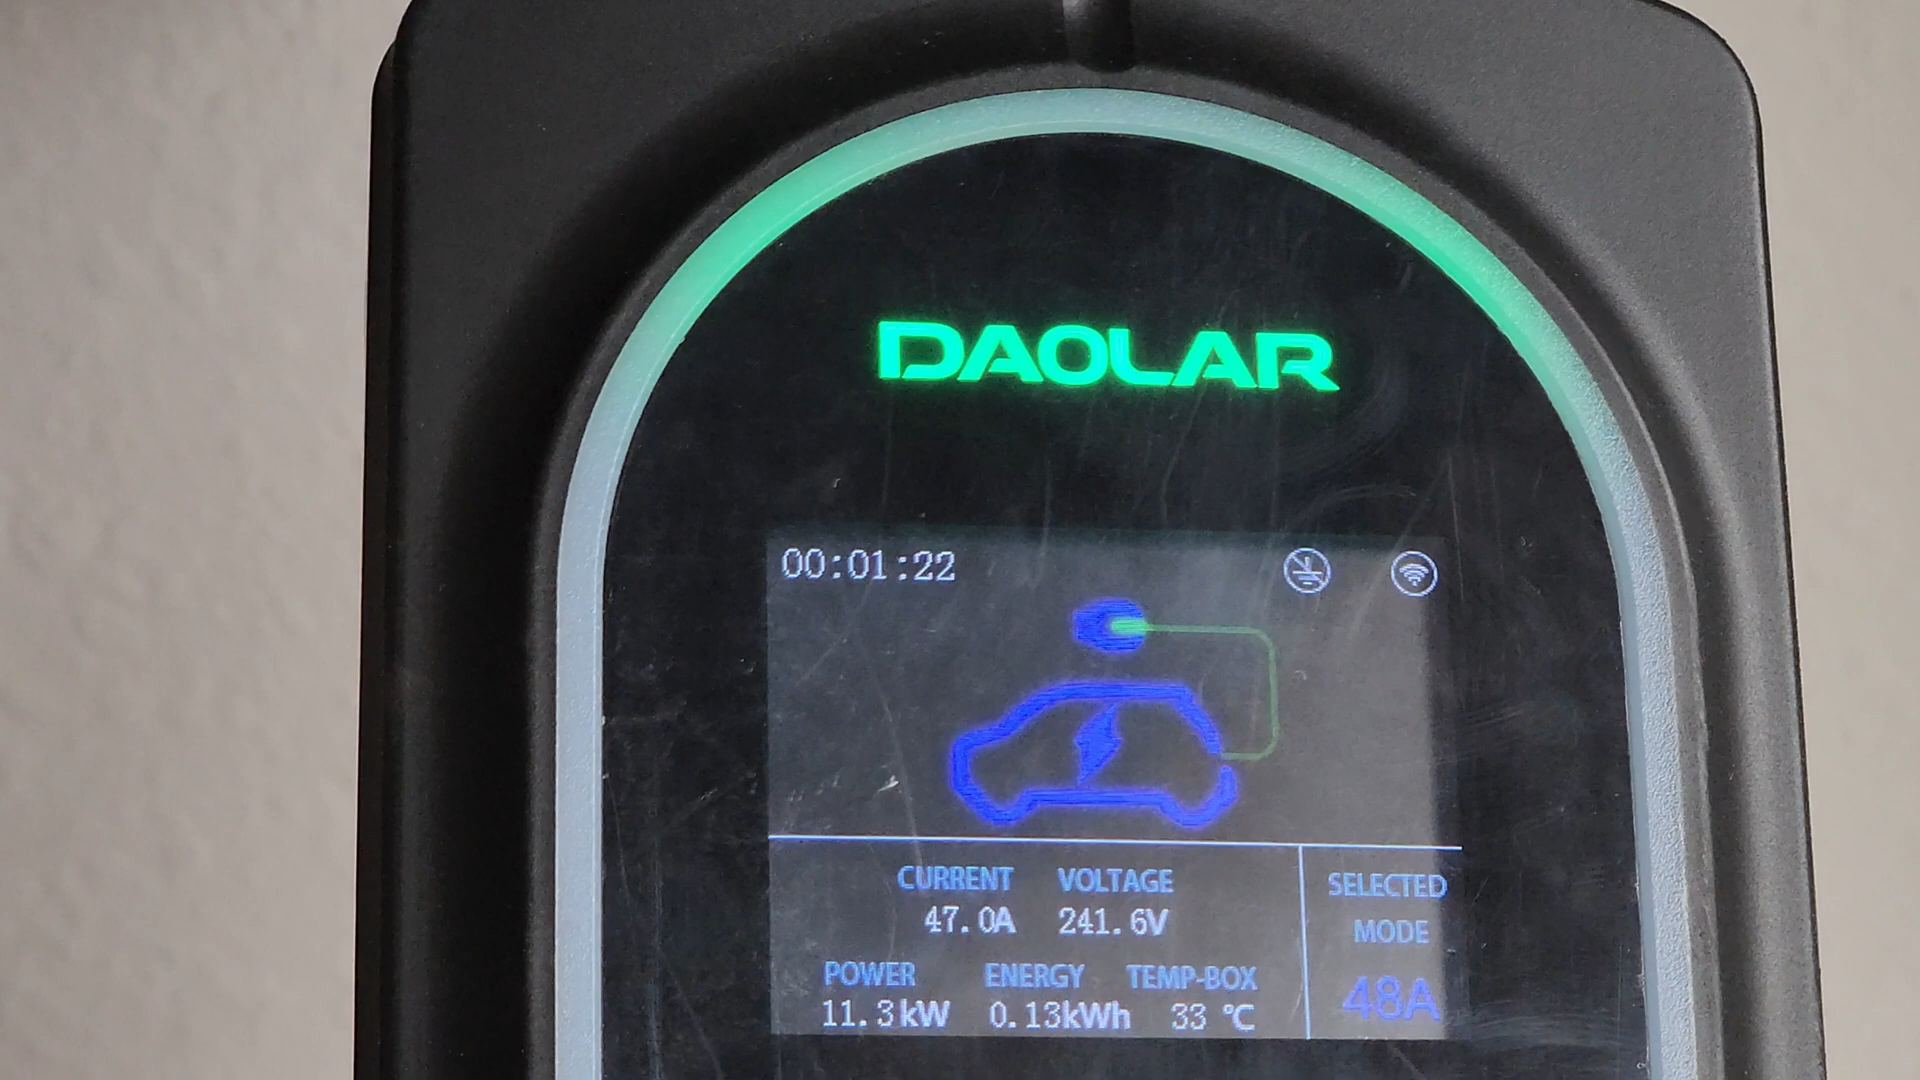 DAOLAR
00:01:22
CURRENT VOLTAGE
47.0A 241.6V
SELECTED
MODE
48A
POWER ENERGY TEMP-BOX
11.3kW 0.13kWh 33 ℃